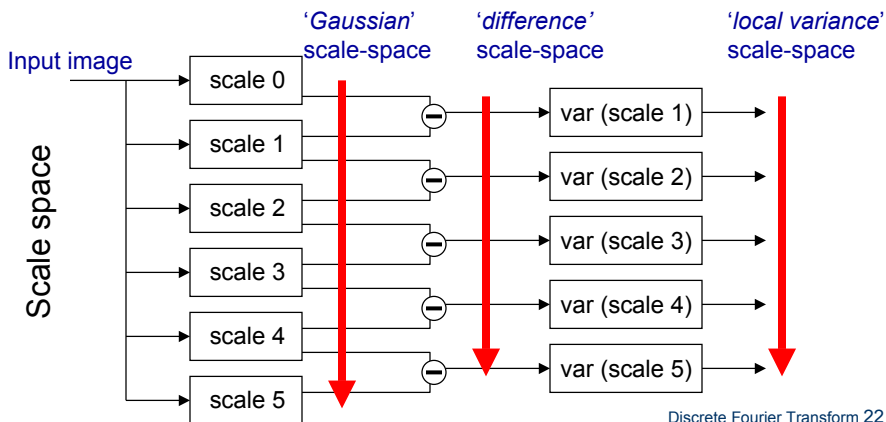 ‘Gaussian’
scale-space
‘difference’
scale-space
‘local variance’
scale-space
Input image
Scale space
scale 0
scale 1
scale 2
scale 3
scale 4
scale 5
var (scale 1)
var (scale 2)
var (scale 3)
var (scale 4)
var (scale 5)
Discrete Fourier Transform 22